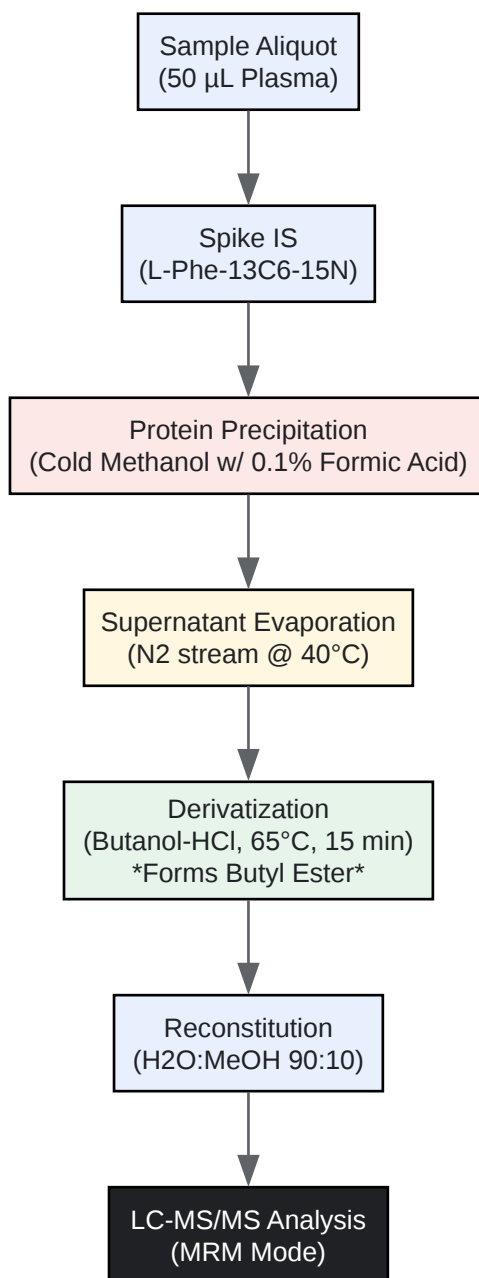 Sample Aliquot
(50 µL Plasma)
Spike IS
(L-Phe-13C6-15N)
Protein Precipitation
(Cold Methanol w/ 0.1% Formic Acid)
Supernatant Evaporation
(N2 stream @ 40°C)
Derivatization
(Butanol-HCl, 65°C, 15 min)
*Forms Butyl Ester*
Reconstitution
(H2O:MeOH 90:10)
LC-MS/MS Analysis
(MRM Mode)